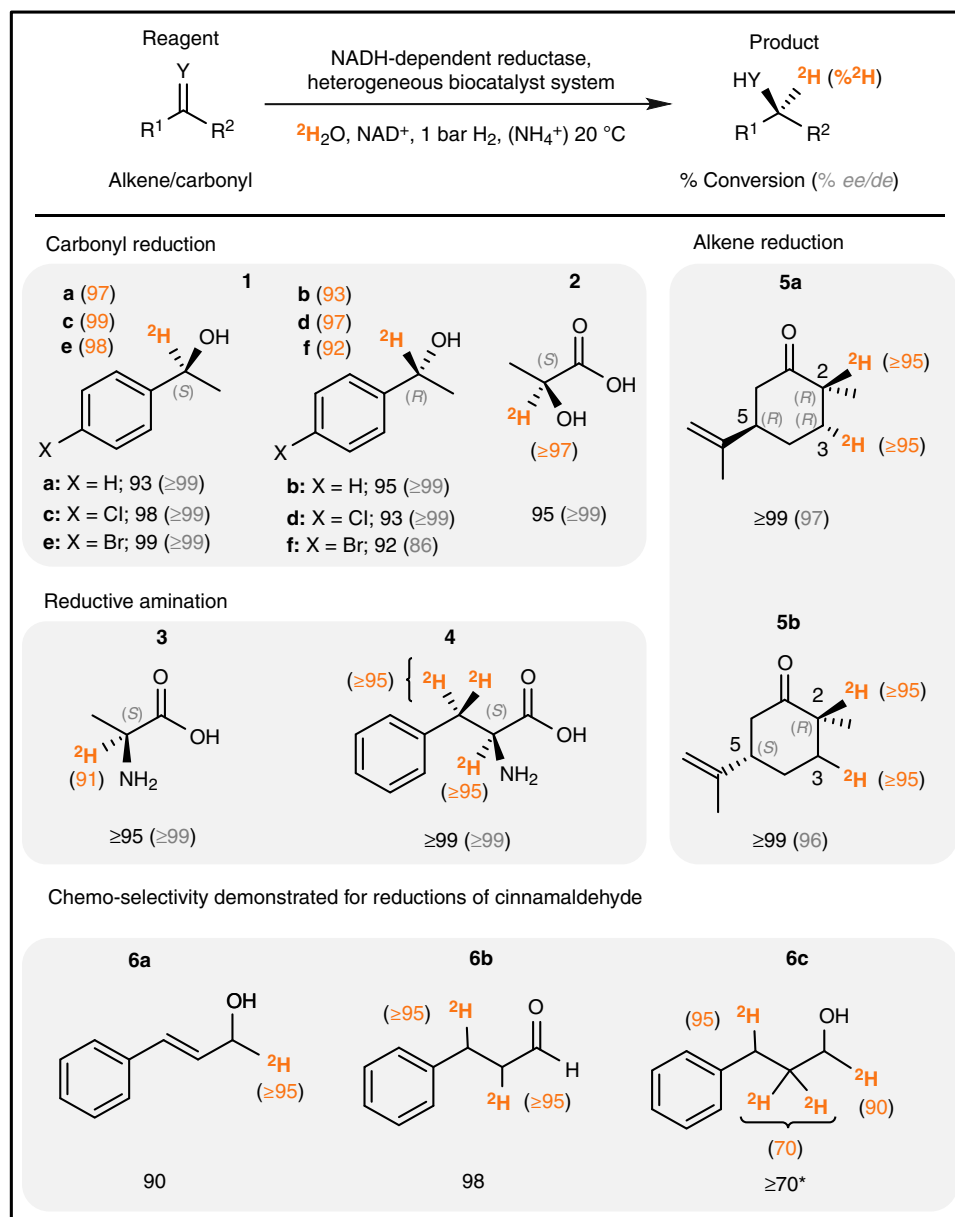 Reagent
Product
Y
R¹ R²
Alkene/carbonyl
NADH-dependent reductase,
heterogeneous biocatalyst system
²H₂O, NAD⁺, 1 bar H₂, (NH₄⁺) 20 °C
HY ²H (%²H)
R¹ R²
% Conversion (% ee/de)
Carbonyl reduction
1
a (97)
c (99)
e (98)
²H OH
(S)
X
a: X = H; 93 (≥99)
c: X = Cl; 98 (≥99)
e: X = Br; 99 (≥99)
b (93)
d (97)
f (92)
²H OH
(R)
X
b: X = H; 95 (≥99)
d: X = Cl; 93 (≥99)
f: X = Br; 92 (86)
2
O
(S)
OH
²H
OH
(≥97)
95 (≥99)
Alkene reduction
5a
O
2 ²H (≥95)
(R)
5 (R) (R)
3 ²H (≥95)
≥99 (97)
5b
O
2 ²H (≥95)
(R)
5 (S)
3 ²H (≥95)
≥99 (96)
Reductive amination
3
O
(S)
OH
²H
(91) NH₂
≥95 (≥99)
4
(≥95) { ²H ²H O
(S)
OH
²H NH₂
(≥95)
≥99 (≥99)
Chemo-selectivity demonstrated for reductions of cinnamaldehyde
6a
OH
²H
(≥95)
90
6b
(≥95) ²H O
H
²H (≥95)
98
6c
(95) ²H OH
²H
²H ²H (90)
(70)
≥70*